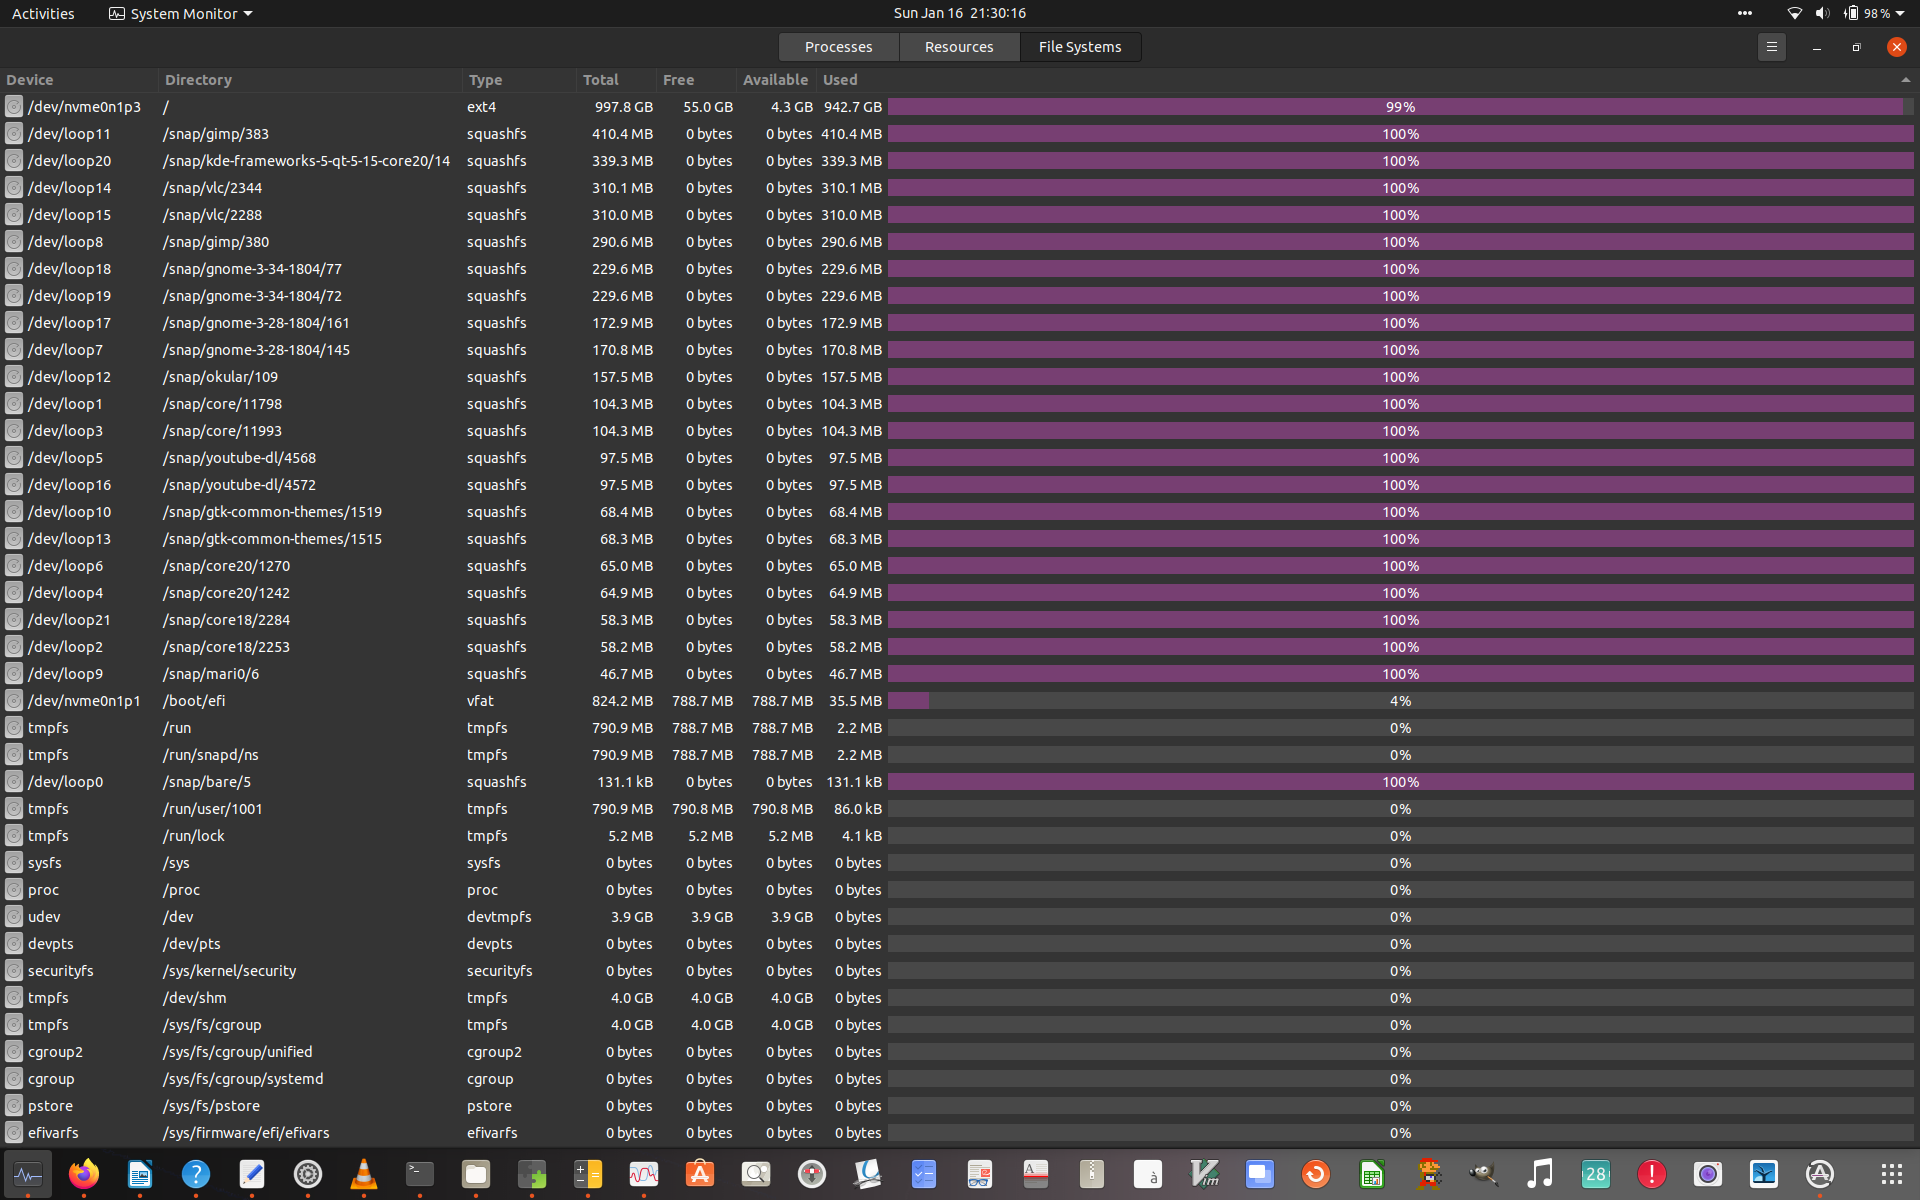 Activities System Monitor Sun Jan 16 21:30:16 98%
Processes Resources File Systems
Device Directory Type Total Free Available Used
/dev/nvme0n1p3 / ext4 997.8 GB 55.0 GB 4.3 GB 942.7 GB 99%
/dev/loop11 /snap/gimp/383 squashfs 410.4 MB 0 bytes 0 bytes 410.4 MB 100%
/dev/loop20 /snap/kde-frameworks-5-qt-5-15-core20/14 squashfs 339.3 MB 0 bytes 0 bytes 339.3 MB 100%
/dev/loop14 /snap/vlc/2344 squashfs 310.1 MB 0 bytes 0 bytes 310.1 MB 100%
/dev/loop15 /snap/vlc/2288 squashfs 310.0 MB 0 bytes 0 bytes 310.0 MB 100%
/dev/loop8 /snap/gimp/380 squashfs 290.6 MB 0 bytes 0 bytes 290.6 MB 100%
/dev/loop18 /snap/gnome-3-34-1804/77 squashfs 229.6 MB 0 bytes 0 bytes 229.6 MB 100%
/dev/loop19 /snap/gnome-3-34-1804/72 squashfs 229.6 MB 0 bytes 0 bytes 229.6 MB 100%
/dev/loop17 /snap/gnome-3-28-1804/161 squashfs 172.9 MB 0 bytes 0 bytes 172.9 MB 100%
/dev/loop7 /snap/gnome-3-28-1804/145 squashfs 170.8 MB 0 bytes 0 bytes 170.8 MB 100%
/dev/loop12 /snap/okular/109 squashfs 157.5 MB 0 bytes 0 bytes 157.5 MB 100%
/dev/loop1 /snap/core/11798 squashfs 104.3 MB 0 bytes 0 bytes 104.3 MB 100%
/dev/loop3 /snap/core/11993 squashfs 104.3 MB 0 bytes 0 bytes 104.3 MB 100%
/dev/loop5 /snap/youtube-dl/4568 squashfs 97.5 MB 0 bytes 0 bytes 97.5 MB 100%
/dev/loop16 /snap/youtube-dl/4572 squashfs 97.5 MB 0 bytes 0 bytes 97.5 MB 100%
/dev/loop10 /snap/gtk-common-themes/1519 squashfs 68.4 MB 0 bytes 0 bytes 68.4 MB 100%
/dev/loop13 /snap/gtk-common-themes/1515 squashfs 68.3 MB 0 bytes 0 bytes 68.3 MB 100%
/dev/loop6 /snap/core20/1270 squashfs 65.0 MB 0 bytes 0 bytes 65.0 MB 100%
/dev/loop4 /snap/core20/1242 squashfs 64.9 MB 0 bytes 0 bytes 64.9 MB 100%
/dev/loop21 /snap/core18/2284 squashfs 58.3 MB 0 bytes 0 bytes 58.3 MB 100%
/dev/loop2 /snap/core18/2253 squashfs 58.2 MB 0 bytes 0 bytes 58.2 MB 100%
/dev/loop9 /snap/mari0/6 squashfs 46.7 MB 0 bytes 0 bytes 46.7 MB 100%
/dev/nvme0n1p1 /boot/efi vfat 824.2 MB 788.7 MB 788.7 MB 35.5 MB 4%
tmpfs /run tmpfs 790.9 MB 788.7 MB 788.7 MB 2.2 MB 0%
tmpfs /run/snapd/ns tmpfs 790.9 MB 788.7 MB 788.7 MB 2.2 MB 0%
/dev/loop0 /snap/bare/5 squashfs 131.1 kB 0 bytes 0 bytes 131.1 kB 100%
tmpfs /run/user/1001 tmpfs 790.9 MB 790.8 MB 790.8 MB 86.0 kB 0%
tmpfs /run/lock tmpfs 5.2 MB 5.2 MB 5.2 MB 4.1 kB 0%
sysfs /sys sysfs 0 bytes 0 bytes 0 bytes 0 bytes 0%
proc /proc proc 0 bytes 0 bytes 0 bytes 0 bytes 0%
udev /dev devtmpfs 3.9 GB 3.9 GB 3.9 GB 0 bytes 0%
devpts /dev/pts devpts 0 bytes 0 bytes 0 bytes 0 bytes 0%
securityfs /sys/kernel/security securityfs 0 bytes 0 bytes 0 bytes 0 bytes 0%
tmpfs /dev/shm tmpfs 4.0 GB 4.0 GB 4.0 GB 0 bytes 0%
tmpfs /sys/fs/cgroup tmpfs 4.0 GB 4.0 GB 4.0 GB 0 bytes 0%
cgroup2 /sys/fs/cgroup/unified cgroup2 0 bytes 0 bytes 0 bytes 0 bytes 0%
cgroup /sys/fs/cgroup/systemd cgroup 0 bytes 0 bytes 0 bytes 0 bytes 0%
pstore /sys/fs/pstore pstore 0 bytes 0 bytes 0 bytes 0 bytes 0%
efivarfs /sys/firmware/efi/efivars efivarfs 0 bytes 0 bytes 0 bytes 0 bytes 0%
? >_ A A à Vim 28 !